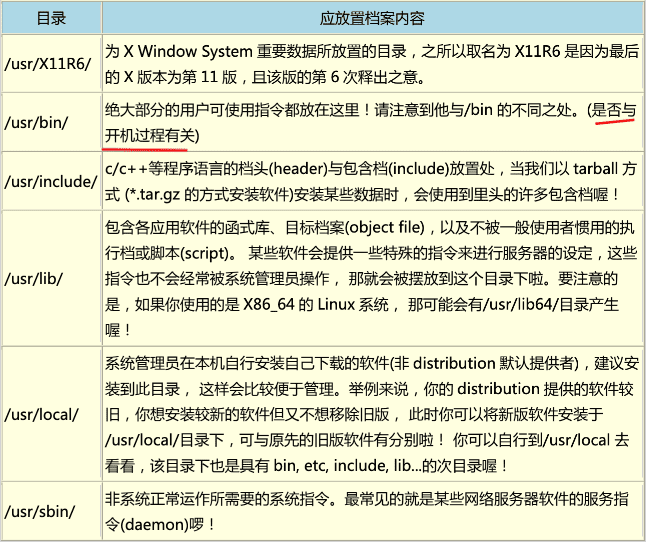 目录 应放置档案内容
/usr/X11R6/ 为 X Window System 重要数据所放置的目录，之所以取名为 X11R6 是因为最后
的 X 版本为第 11 版，且该版的第 6 次释出之意。
/usr/bin/ 绝大部分的用户可使用指令都放在这里！请注意到他与/bin 的不同之处。(是否与
开机过程有关)
/usr/include/ c/c++等程序语言的档头(header)与包含档(include)放置处，当我们以 tarball 方
式 (*.tar.gz 的方式安装软件)安装某些数据时，会使用到里头的许多包含档喔！
/usr/lib/ 包含各应用软件的函式库、目标档案(object file)，以及不被一般使用者惯用的执
行档或脚本(script)。 某些软件会提供一些特殊的指令来进行服务器的设定，这些
指令也不会经常被系统管理员操作， 那就会被摆放到这个目录下啦。要注意的
是，如果你使用的是 X86_64 的 Linux 系统， 那可能会有/usr/lib64/目录产生
喔！
/usr/local/ 系统管理员在本机自行安装自己下载的软件(非 distribution 默认提供者)，建议安
装到此目录， 这样会比较便于管理。举例来说，你的 distribution 提供的软件较
旧，你想安装较新的软件但又不想移除旧版， 此时你可以将新版软件安装于
/usr/local/目录下，可与原先的旧版软件有分别啦！ 你可以自行到/usr/local 去
看看，该目录下也是具有 bin, etc, include, lib...的次目录喔！
/usr/sbin/ 非系统正常运作所需要的系统指令。最常见的就是某些网络服务器软件的服务指
令(daemon)啰！